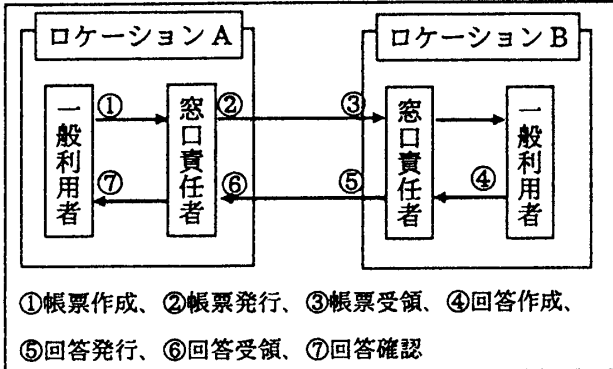 ロケーションA
ロケーションB
一般利用者
①
⑦
窓口責任者
②
⑥
③
⑤
窓口責任者
④
一般利用者
①帳票作成、②帳票発行、③帳票受領、④回答作成、
⑤回答発行、⑥回答受領、⑦回答確認